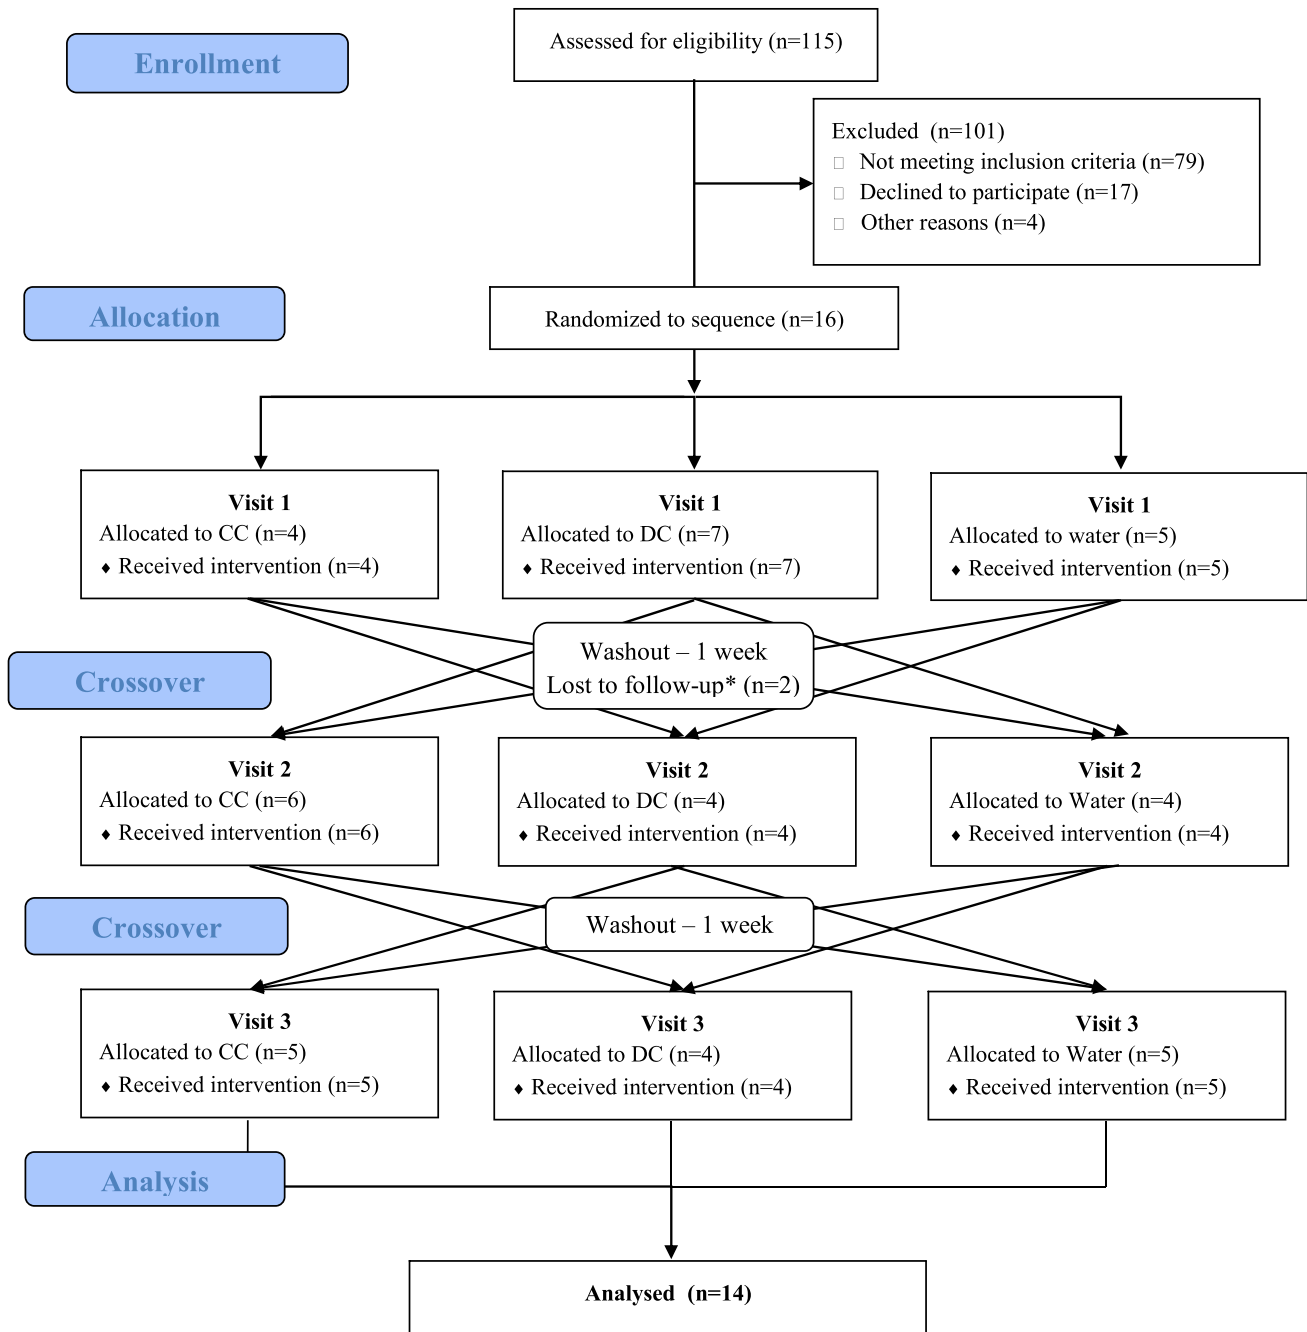 Assessed for eligibility (n=115)
Enrollment
Excluded (n=101)
Not meeting inclusion criteria (n=79)
Declined to participate (n=17)
Other reasons (n=4)
Allocation
Randomized to sequence (n=16)
Visit 1
Allocated to CC (n=4)
♦ Received intervention (n=4)
Visit 1
Allocated to DC (n=7)
♦ Received intervention (n=7)
Visit 1
Allocated to water (n=5)
♦ Received intervention (n=5)
Crossover
Washout – 1 week
Lost to follow-up* (n=2)
Visit 2
Allocated to CC (n=6)
♦ Received intervention (n=6)
Visit 2
Allocated to DC (n=4)
♦ Received intervention (n=4)
Visit 2
Allocated to Water (n=4)
♦ Received intervention (n=4)
Crossover
Washout – 1 week
Visit 3
Allocated to CC (n=5)
♦ Received intervention (n=5)
Visit 3
Allocated to DC (n=4)
♦ Received intervention (n=4)
Visit 3
Allocated to Water (n=5)
♦ Received intervention (n=5)
Analysis
Analysed (n=14)